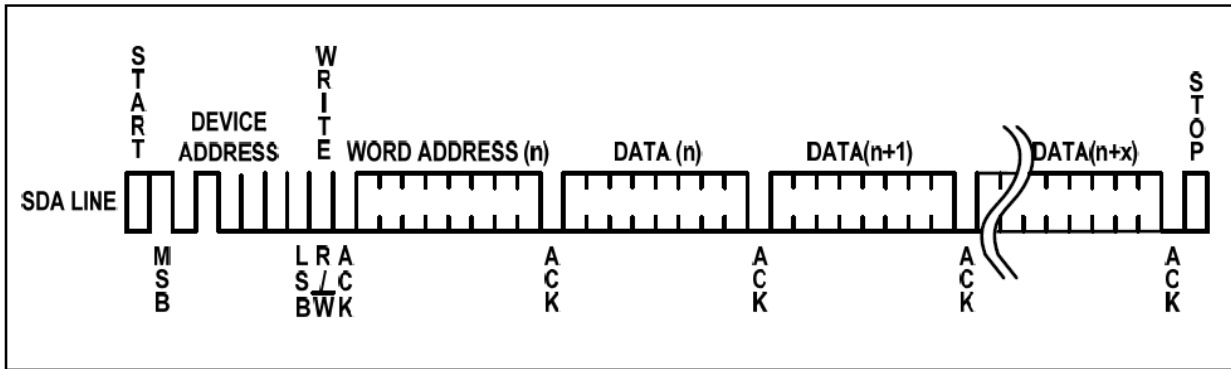 START
WRITE
STOP
DEVICE
ADDRESS
WORD ADDRESS (n)
DATA (n)
DATA(n+1)
DATA(n+x)
SDA LINE
MSB
LSB
R/W
ACK
ACK
ACK
ACK
ACK